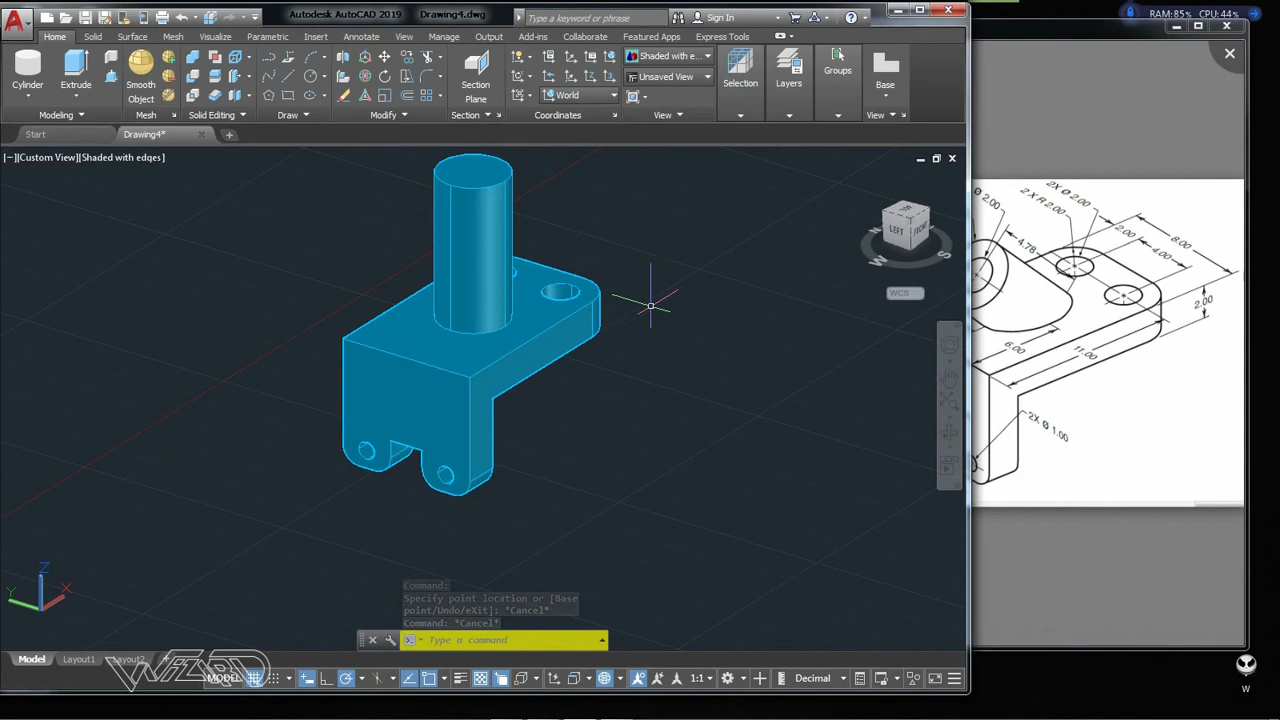 RAM:85% CPU:44%
Autodesk AutoCAD 2019 Drawing4.dwg Type a keyword or phrase Sign In
Home Solid Surface Mesh Visualize Parametric Insert Annotate View Manage Output Add-ins Collaborate Featured Apps Express Tools
Shaded with e...
Unsaved View
World
Cylinder Extrude Smooth Object Section Plane Selection Layers Groups Base
Modeling Mesh Solid Editing Draw Modify Section Coordinates View View
Start Drawing4*
[−][Custom View][Shaded with edges]
LEFT FRONT
W S
WCS
Z
Y X
Ø 2.00
2X R 2.00
2X Ø 2.00
4.78
2.00
4.00
8.00
2.00
6.00
11.00
2X Ø 1.00
Command:
Specify point location or [Base
point/Undo/eXit]: *Cancel*
Command: *Cancel*
Type a command
Model Layout1 Layout2 +
WIZARD
MODEL 1:1 Decimal
W